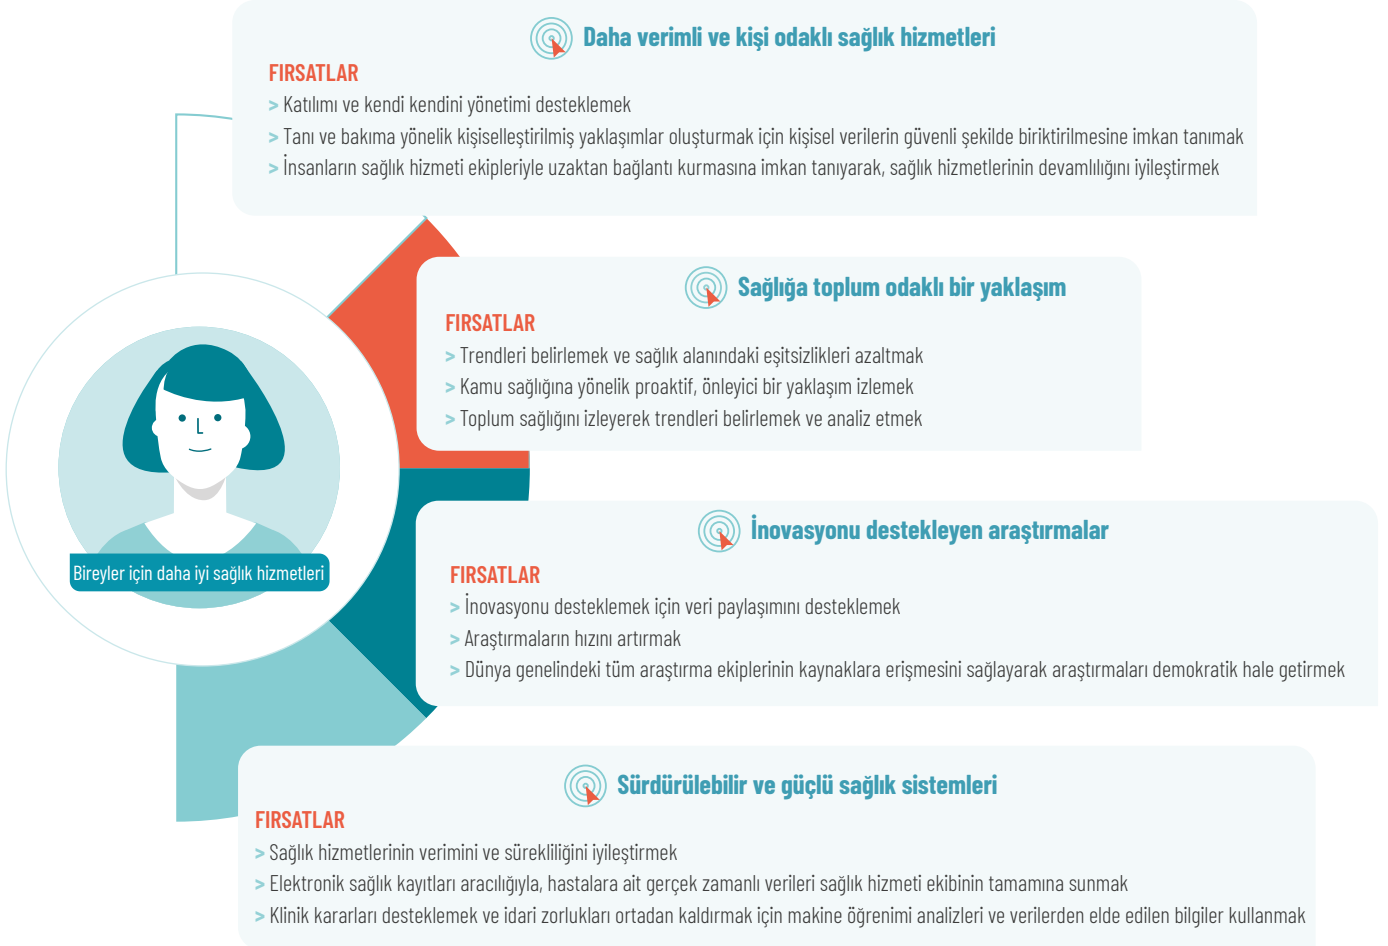 Daha verimli ve kişi odaklı sağlık hizmetleri
FIRSATLAR
> Katılımı ve kendi kendini yönetimi desteklemek
> Tanı ve bakıma yönelik kişiselleştirilmiş yaklaşımlar oluşturmak için kişisel verilerin güvenli şekilde biriktirilmesine imkan tanımak
> İnsanların sağlık hizmeti ekipleriyle uzaktan bağlantı kurmasına imkan tanıyarak, sağlık hizmetlerinin devamlılığını iyileştirmek
Sağlığa toplum odaklı bir yaklaşım
FIRSATLAR
> Trendleri belirlemek ve sağlık alanındaki eşitsizlikleri azaltmak
> Kamu sağlığına yönelik proaktif, önleyici bir yaklaşım izlemek
> Toplum sağlığını izleyerek trendleri belirlemek ve analiz etmek
Bireyler için daha iyi sağlık hizmetleri
İnovasyonu destekleyen araştırmalar
FIRSATLAR
> İnovasyonu desteklemek için veri paylaşımını desteklemek
> Araştırmaların hızını artırmak
> Dünya genelindeki tüm araştırma ekiplerinin kaynaklara erişmesini sağlayarak araştırmaları demokratik hale getirmek
Sürdürülebilir ve güçlü sağlık sistemleri
FIRSATLAR
> Sağlık hizmetlerinin verimini ve sürekliliğini iyileştirmek
> Elektronik sağlık kayıtları aracılığıyla, hastalara ait gerçek zamanlı verileri sağlık hizmeti ekibinin tamamına sunmak
> Klinik kararları desteklemek ve idari zorlukları ortadan kaldırmak için makine öğrenimi analizleri ve verilerden elde edilen bilgiler kullanmak